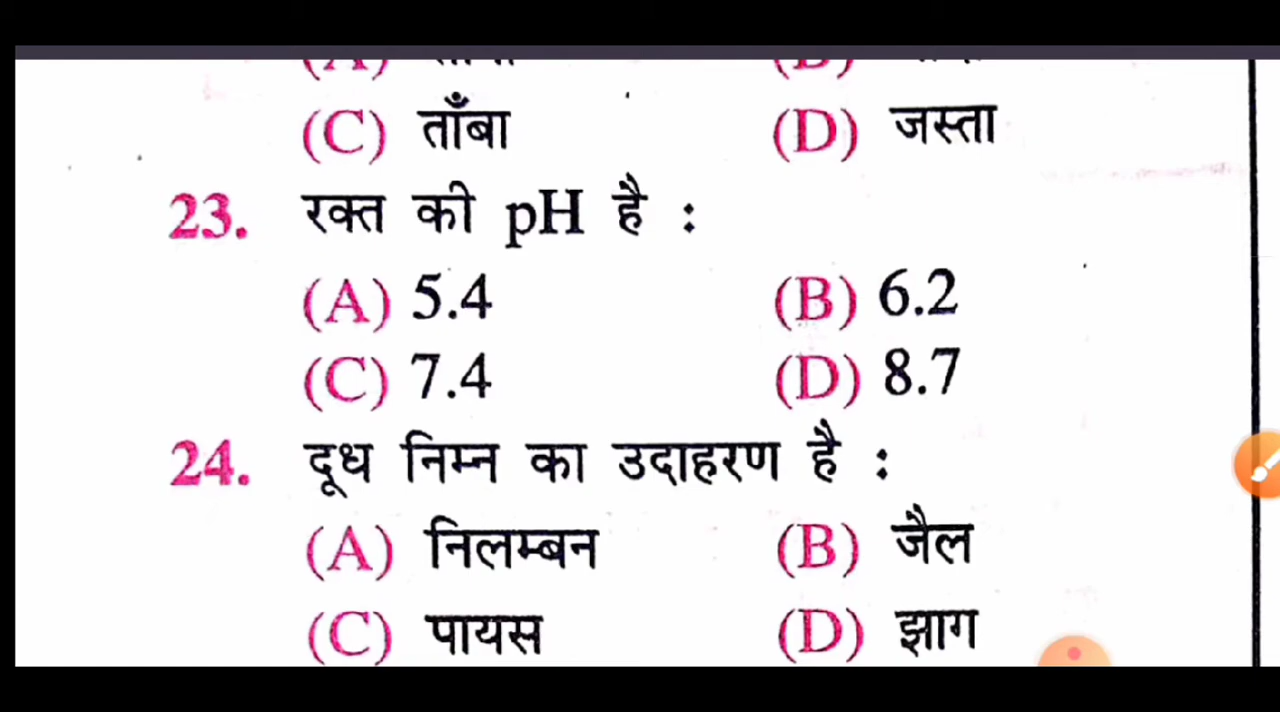 (C) ताँबा (D) जस्ता
23. रक्त की pH है :
(A) 5.4 (B) 6.2
(C) 7.4 (D) 8.7
24. दूध निम्न का उदाहरण है :
(A) निलम्बन (B) जैल
(C) पायस (D) झाग